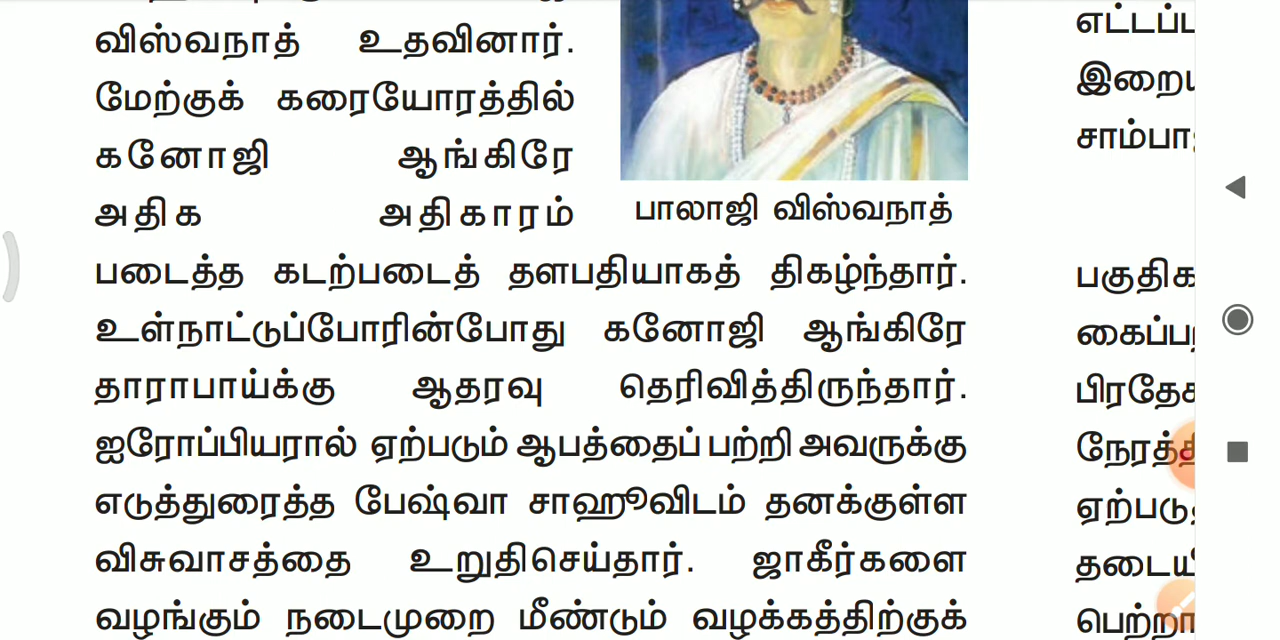 விஸ்வநாத் உதவினார்.
மேற்குக் கரையோரத்தில்
கனோஜி ஆங்கிரே
அதிக அதிகாரம்
பாலாஜி விஸ்வநாத்
படைத்த கடற்படைத் தளபதியாகத் திகழ்ந்தார்.
உள்நாட்டுப்போரின்போது கனோஜி ஆங்கிரே
தாராபாய்க்கு ஆதரவு தெரிவித்திருந்தார்.
ஐரோப்பியரால் ஏற்படும் ஆபத்தைப் பற்றி அவருக்கு
எடுத்துரைத்த பேஷ்வா சாஹூவிடம் தனக்குள்ள
விசுவாசத்தை உறுதிசெய்தார். ஜாகீர்களை
வழங்கும் நடைமுறை மீண்டும் வழக்கத்திற்குக்